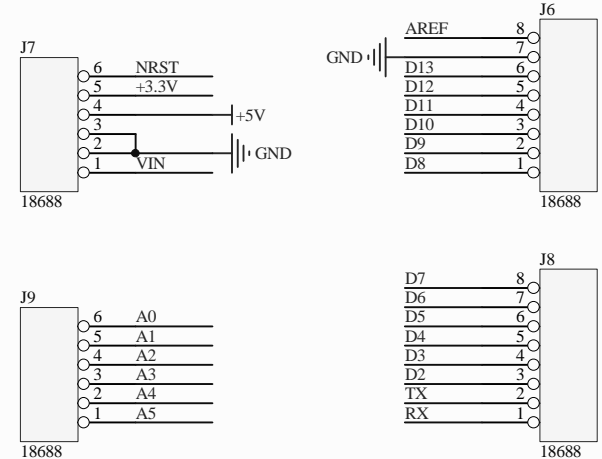 J7
6 NRST
5 +3.3V
4 +5V
3
2 GND
1 VIN
18688
J6
AREF 8
GND 7
D13 6
D12 5
D11 4
D10 3
D9 2
D8 1
18688
J9
6 A0
5 A1
4 A2
3 A3
2 A4
1 A5
18688
J8
D7 8
D6 7
D5 6
D4 5
D3 4
D2 3
TX 2
RX 1
18688